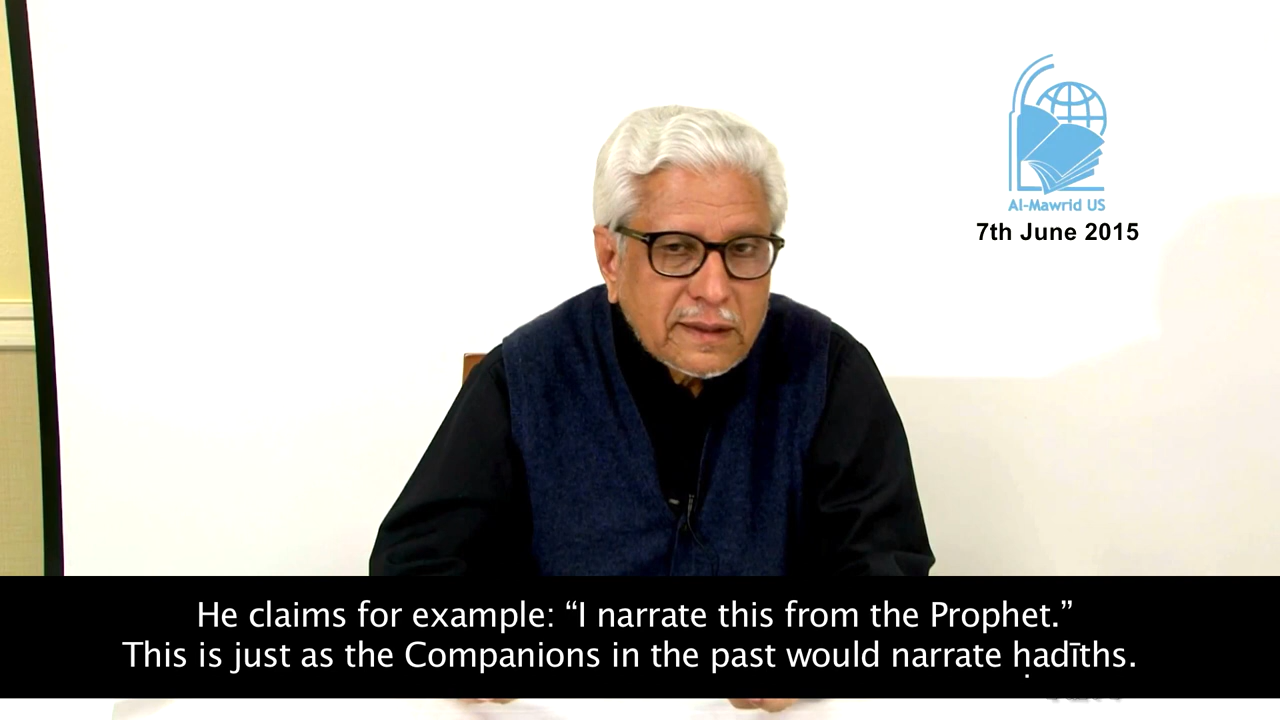 Al-Mawrid US
7th June 2015
He claims for example: “I narrate this from the Prophet.”
This is just as the Companions in the past would narrate ḥadīths.